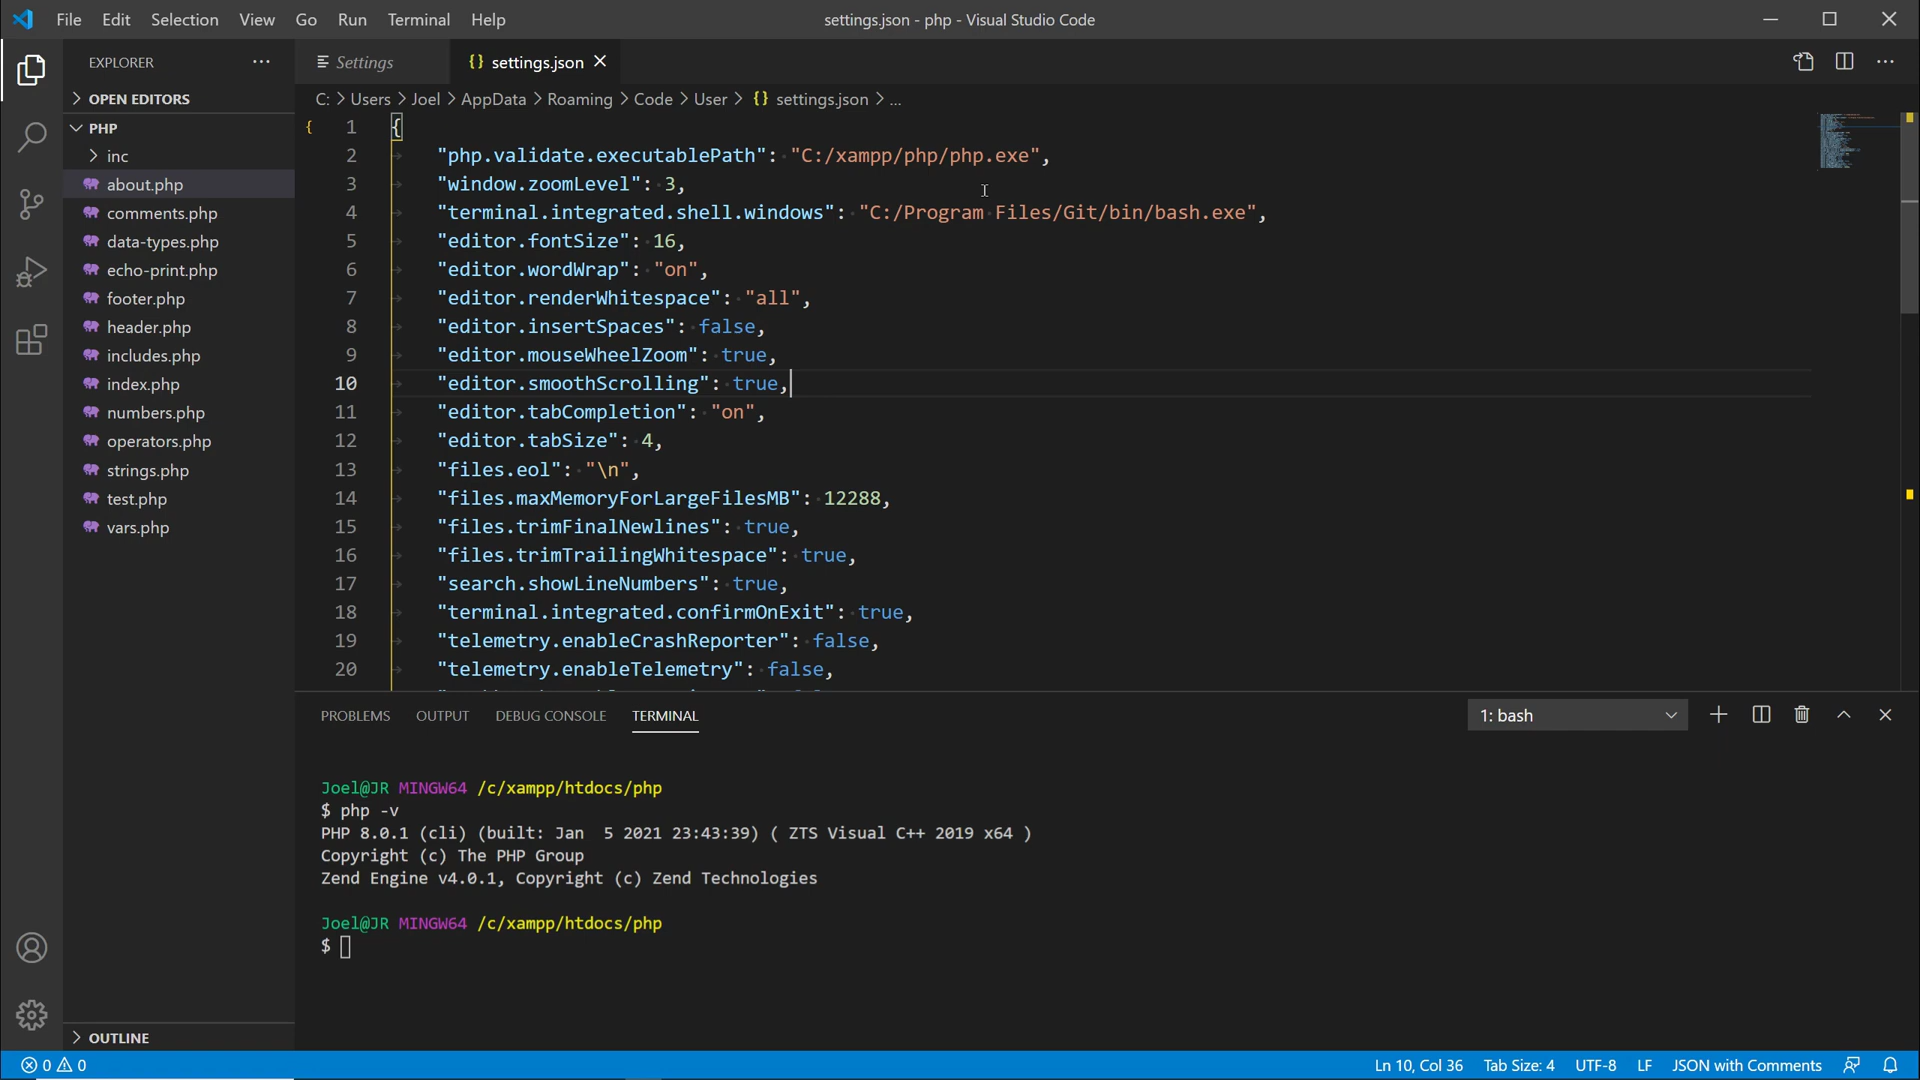 File Edit Selection View Go Run Terminal Help settings.json - php - Visual Studio Code
EXPLORER
OPEN EDITORS
PHP
inc
about.php
comments.php
data-types.php
echo-print.php
footer.php
header.php
includes.php
index.php
numbers.php
operators.php
strings.php
test.php
vars.php
OUTLINE
Settings {} settings.json
C: > Users > Joel > AppData > Roaming > Code > User > {} settings.json > ...
{ 1 {
2 "php.validate.executablePath": "C:/xampp/php/php.exe",
3 "window.zoomLevel": 3,
4 "terminal.integrated.shell.windows": "C:/Program Files/Git/bin/bash.exe",
5 "editor.fontSize": 16,
6 "editor.wordWrap": "on",
7 "editor.renderWhitespace": "all",
8 "editor.insertSpaces": false,
9 "editor.mouseWheelZoom": true,
10 "editor.smoothScrolling": true,
11 "editor.tabCompletion": "on",
12 "editor.tabSize": 4,
13 "files.eol": "\n",
14 "files.maxMemoryForLargeFilesMB": 12288,
15 "files.trimFinalNewlines": true,
16 "files.trimTrailingWhitespace": true,
17 "search.showLineNumbers": true,
18 "terminal.integrated.confirmOnExit": true,
19 "telemetry.enableCrashReporter": false,
20 "telemetry.enableTelemetry": false,
PROBLEMS OUTPUT DEBUG CONSOLE TERMINAL 1: bash
Joel@JR MINGW64 /c/xampp/htdocs/php
$ php -v
PHP 8.0.1 (cli) (built: Jan  5 2021 23:43:39) ( ZTS Visual C++ 2019 x64 )
Copyright (c) The PHP Group
Zend Engine v4.0.1, Copyright (c) Zend Technologies
Joel@JR MINGW64 /c/xampp/htdocs/php
$
0 0 Ln 10, Col 36 Tab Size: 4 UTF-8 LF JSON with Comments